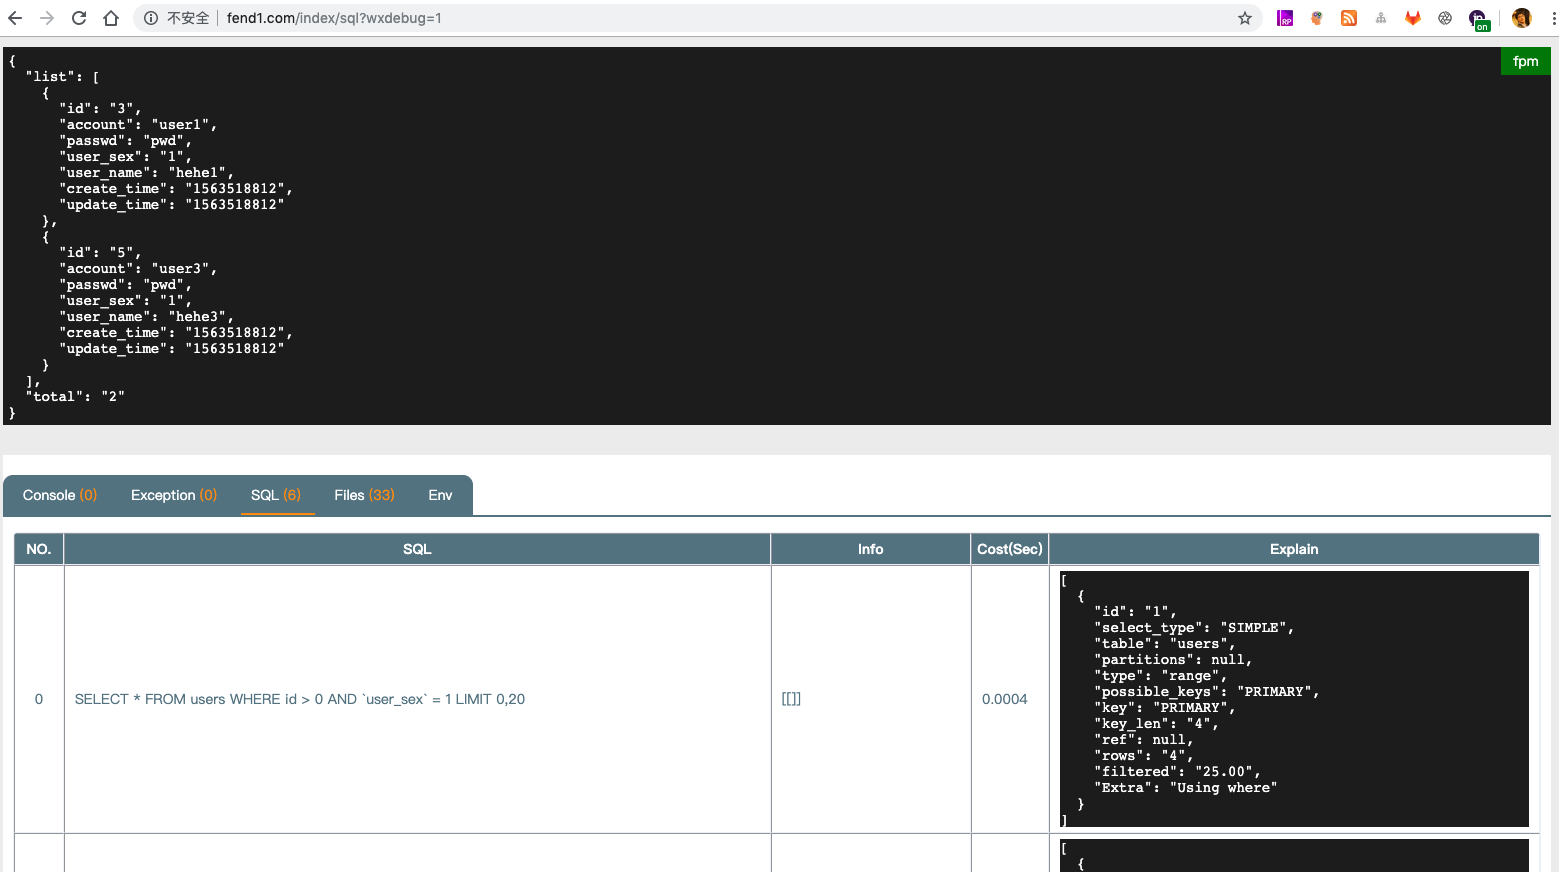 不安全 fend1.com/index/sql?wxdebug=1
RP
on
{
fpm
"list": [
{
"id": "3",
"account": "user1",
"passwd": "pwd",
"user_sex": "1",
"user_name": "hehe1",
"create_time": "1563518812",
"update_time": "1563518812"
},
{
"id": "5",
"account": "user3",
"passwd": "pwd",
"user_sex": "1",
"user_name": "hehe3",
"create_time": "1563518812",
"update_time": "1563518812"
}
],
"total": "2"
}
Console (0) Exception (0) SQL (6) Files (33) Env
NO. SQL Info Cost(Sec) Explain
0 SELECT * FROM users WHERE id > 0 AND `user_sex` = 1 LIMIT 0,20 [[]] 0.0004
[
{
"id": "1",
"select_type": "SIMPLE",
"table": "users",
"partitions": null,
"type": "range",
"possible_keys": "PRIMARY",
"key": "PRIMARY",
"key_len": "4",
"ref": null,
"rows": "4",
"filtered": "25.00",
"Extra": "Using where"
}
]
[
{